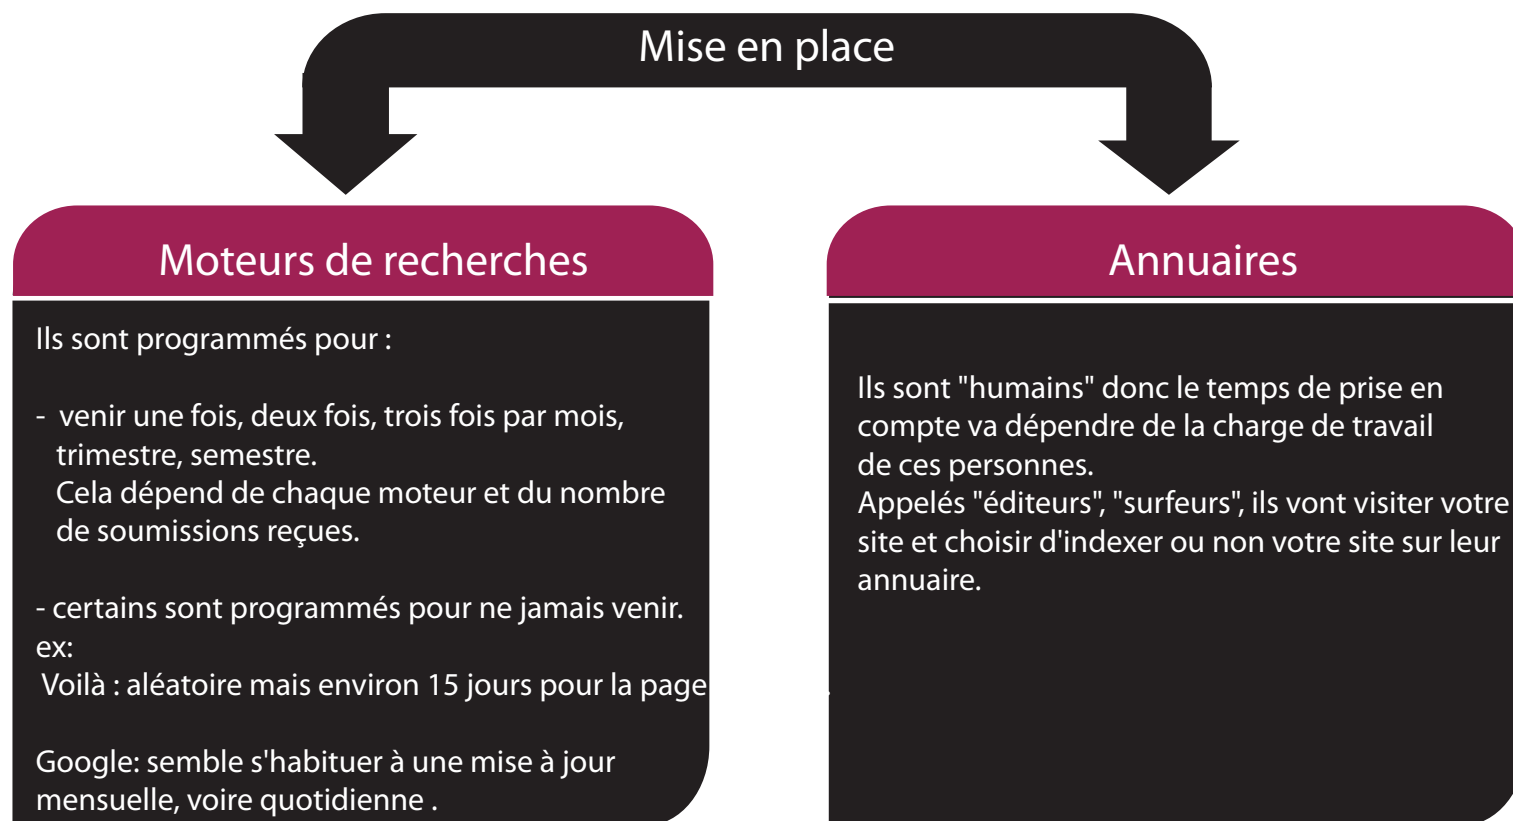 Mise en place
Moteurs de recherches
Ils sont programmés pour :
- venir une fois, deux fois, trois fois par mois,
trimestre, semestre.
Cela dépend de chaque moteur et du nombre
de soumissions reçues.
- certains sont programmés pour ne jamais venir.
ex:
Voilà : aléatoire mais environ 15 jours pour la page
Google: semble s'habituer à une mise à jour
mensuelle, voire quotidienne .
Annuaires
Ils sont "humains" donc le temps de prise en
compte va dépendre de la charge de travail
de ces personnes.
Appelés "éditeurs", "surfeurs", ils vont visiter votre
site et choisir d'indexer ou non votre site sur leur
annuaire.